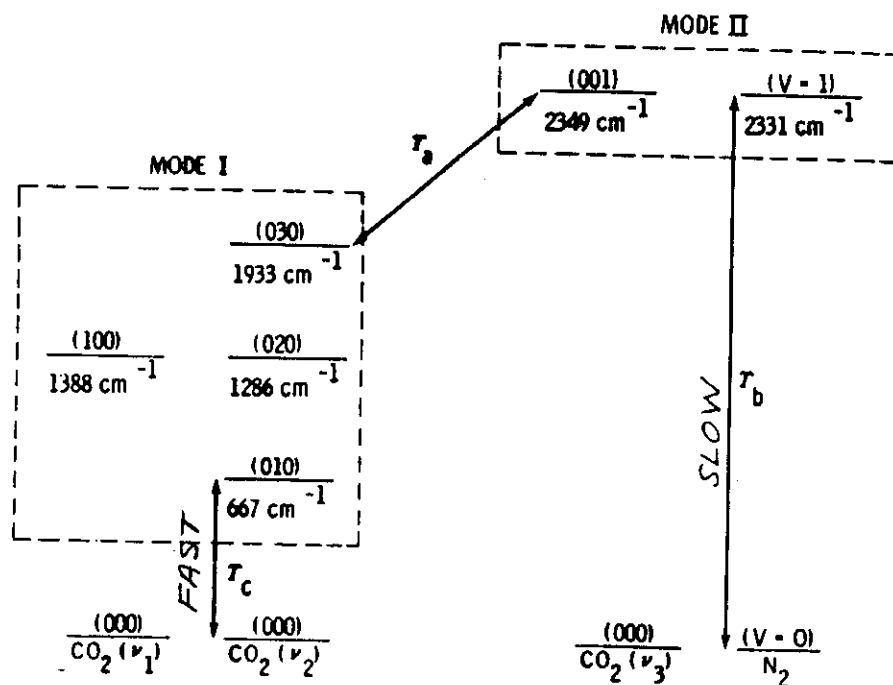 MODE II
(001)
2349 cm⁻¹
(V - 1)
2331 cm⁻¹
τa
MODE I
(030)
1933 cm⁻¹
(100)
1388 cm⁻¹
(020)
1286 cm⁻¹
τb
SLOW
(010)
667 cm⁻¹
FAST
τc
(000)
CO₂ (ν₁)
(000)
CO₂ (ν₂)
(000)
CO₂ (ν₃)
(V - 0)
N₂